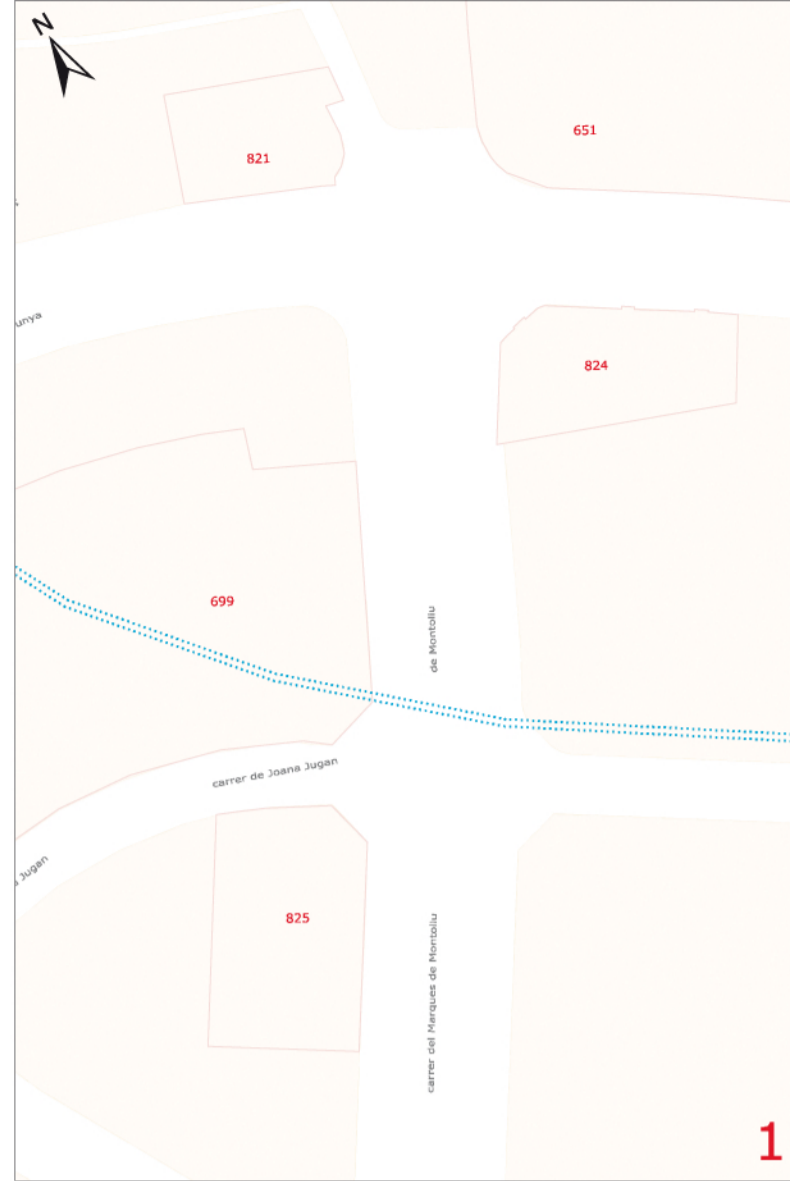 N
651
821
unya
824
699
de Montoliu
carrer de Joana Jugan
Jugan
825
carrer del Marques de Montoliu
1